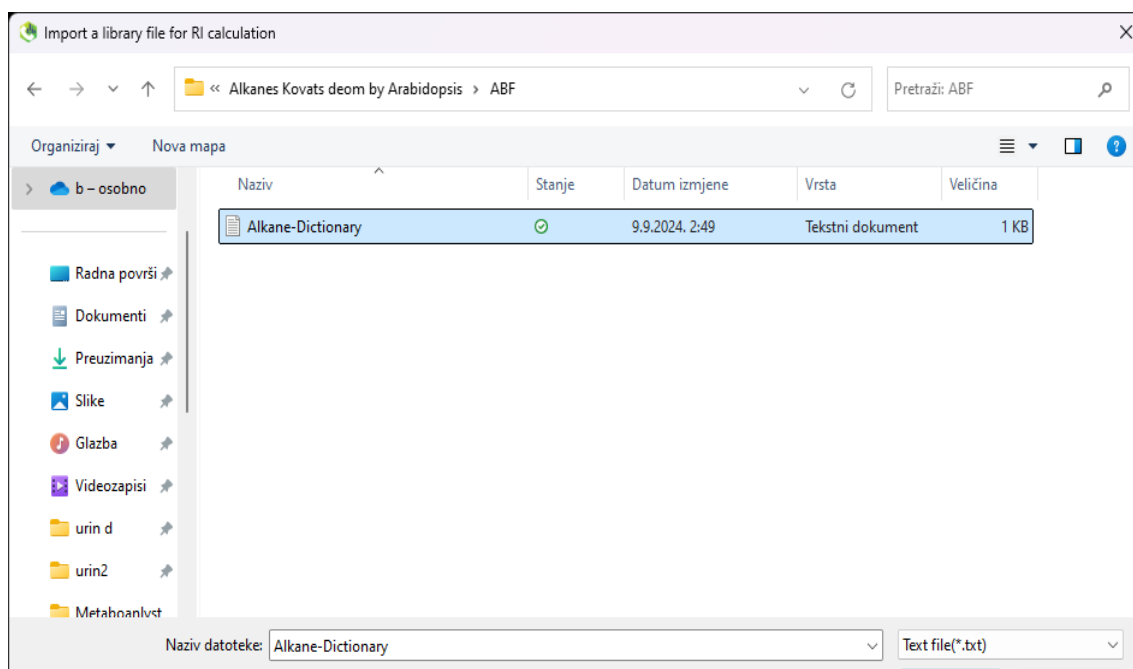 Import a library file for RI calculation
« Alkanes Kovats deom by Arabidopsis › ABF
Pretraži: ABF
Organiziraj
Nova mapa
b – osobno
Naziv Stanje Datum izmjene Vrsta Veličina
Alkane-Dictionary 9.9.2024. 2:49 Tekstni dokument 1 KB
Radna površi
Dokumenti
Preuzimanja
Slike
Glazba
Videozapisi
urin d
urin2
Metaboanlyst
Naziv datoteke: Alkane-Dictionary Text file(*.txt)